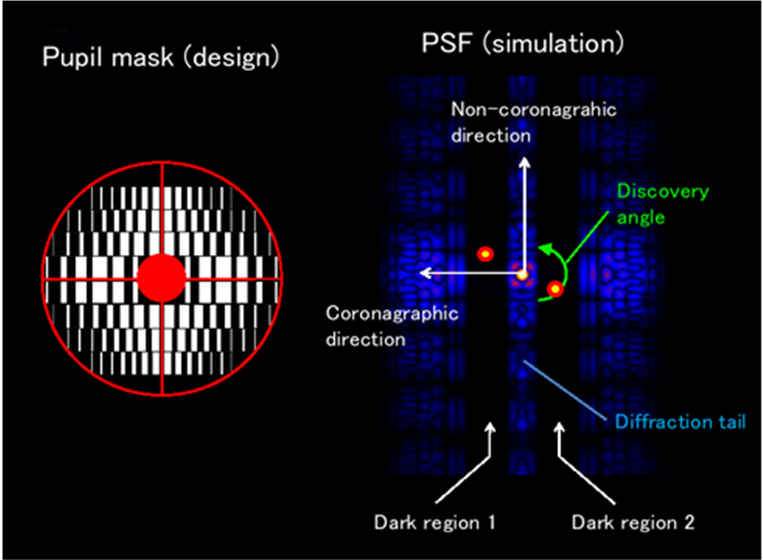 Pupil mask (design)
PSF (simulation)
Non-coronagrahic
direction
Discovery
angle
Coronagraphic
direction
Diffraction tail
Dark region 1
Dark region 2